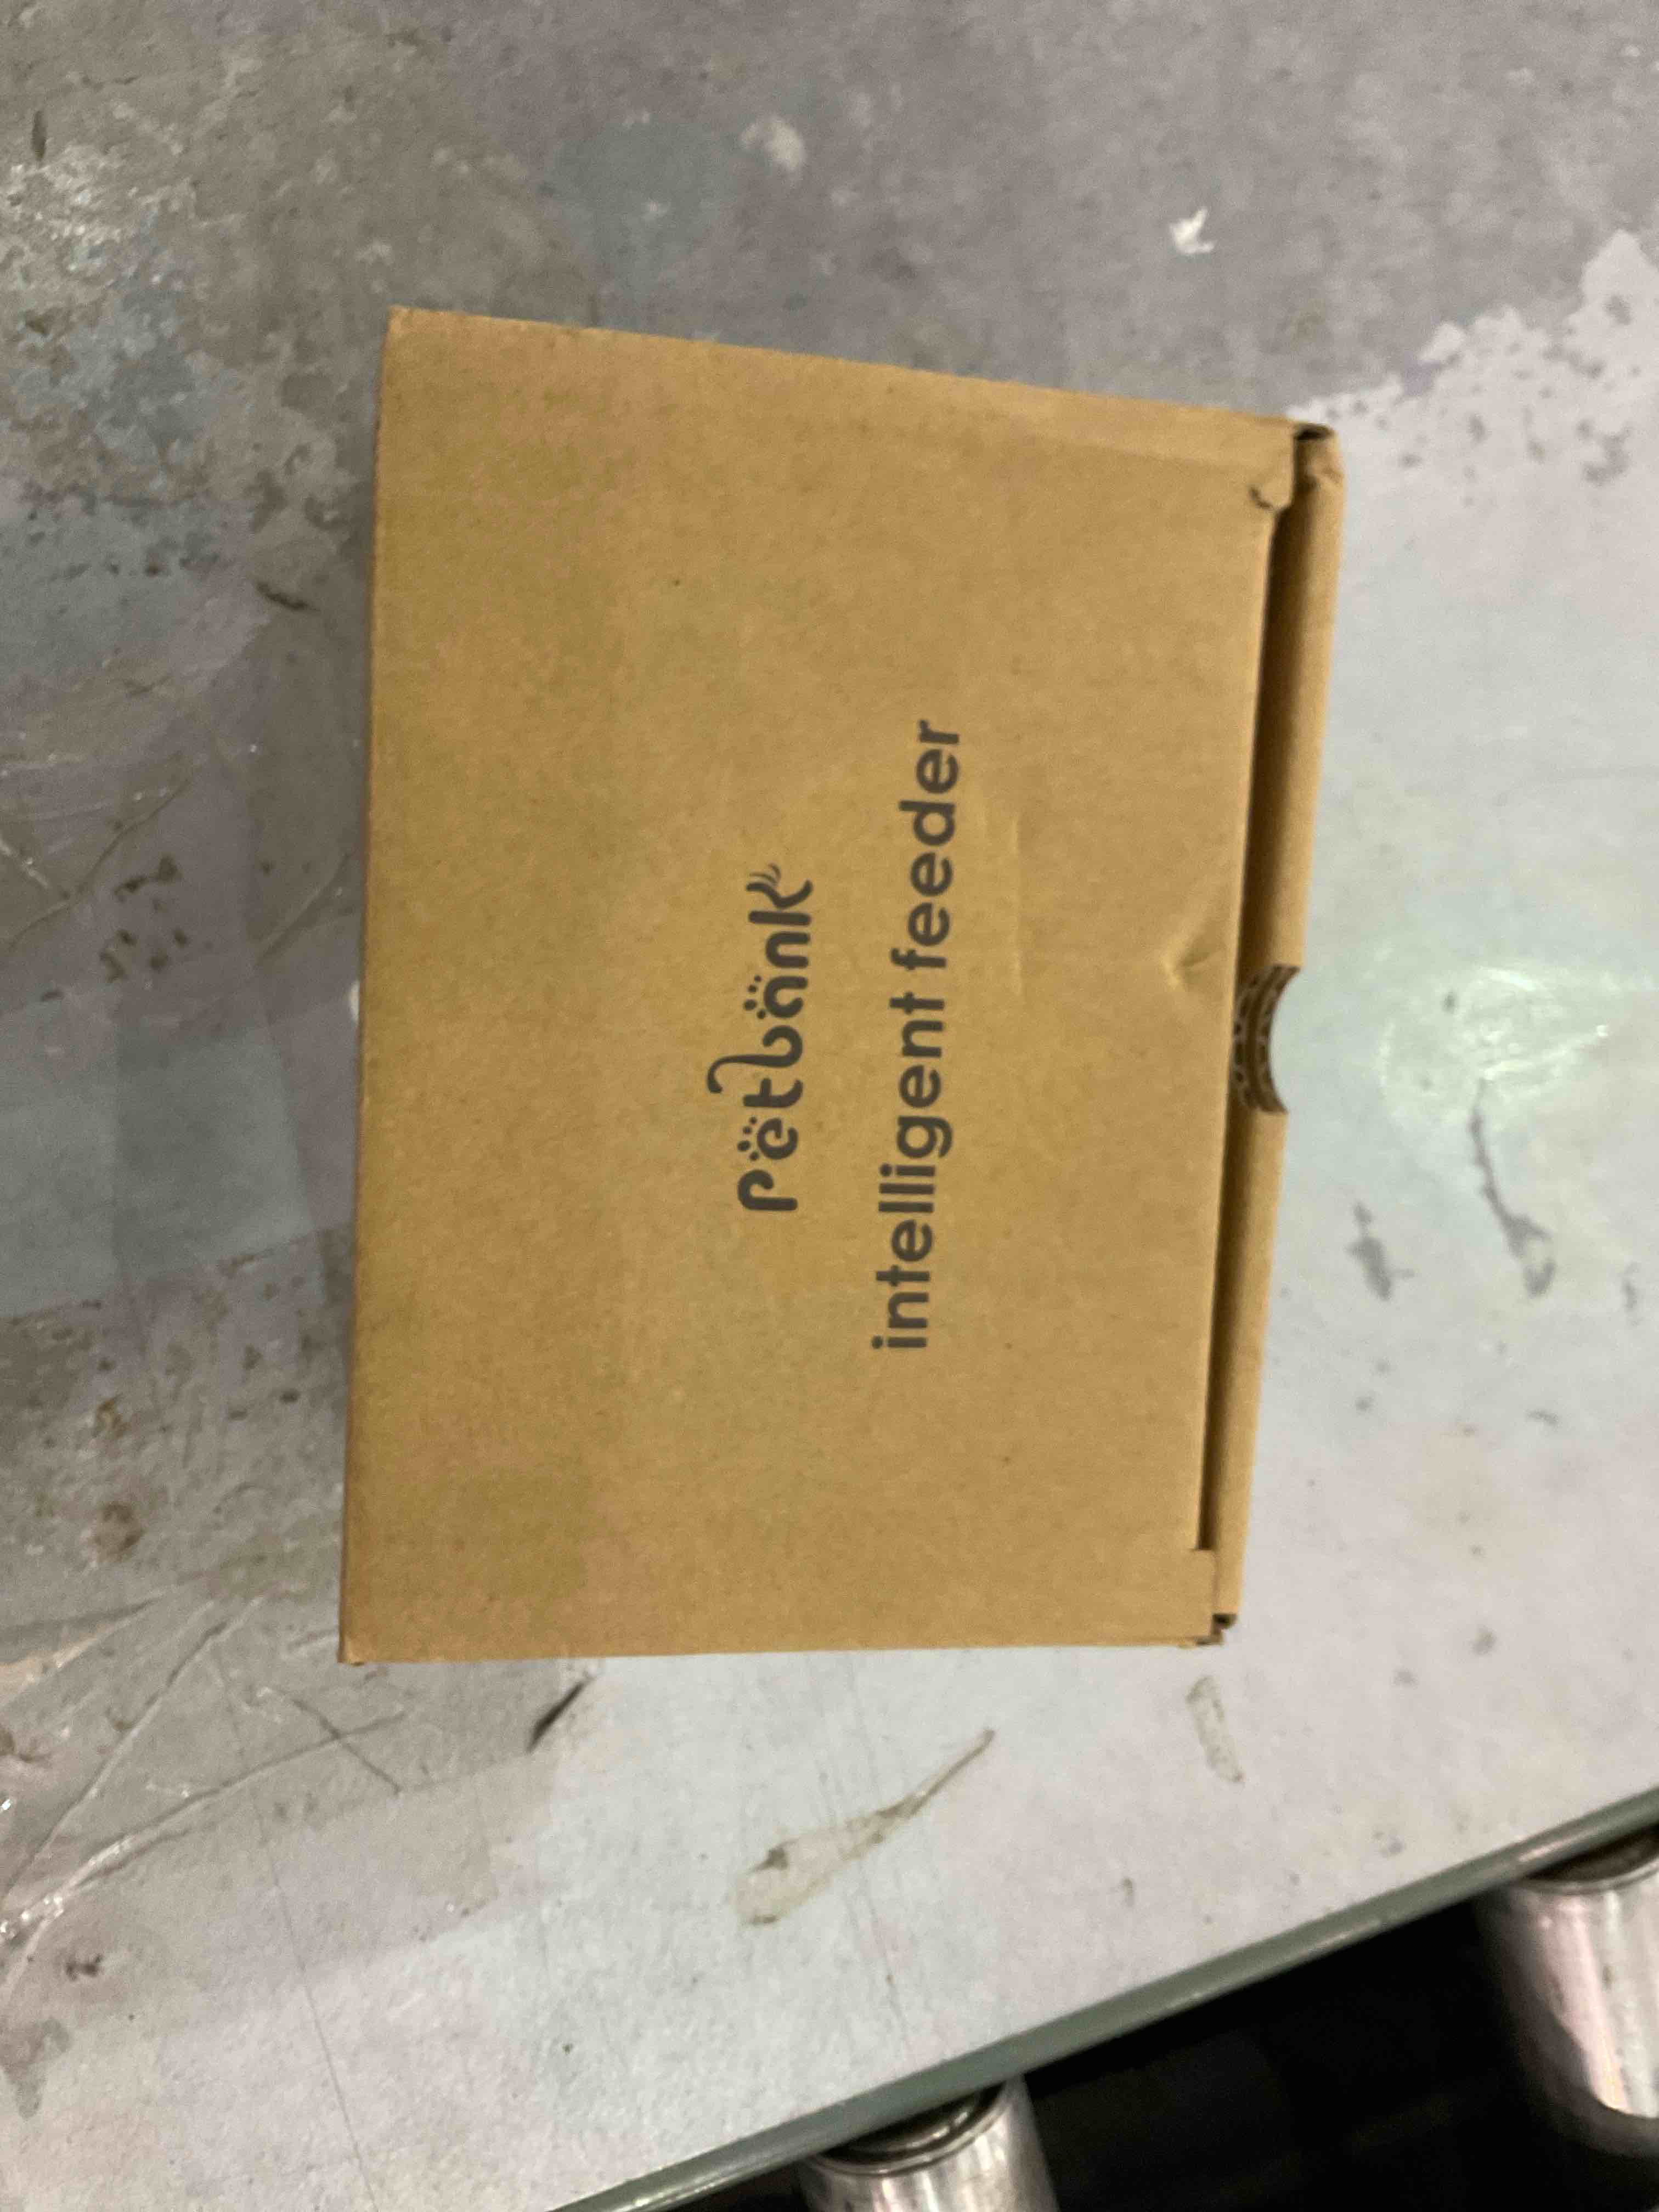 Petbank
intelligent feeder